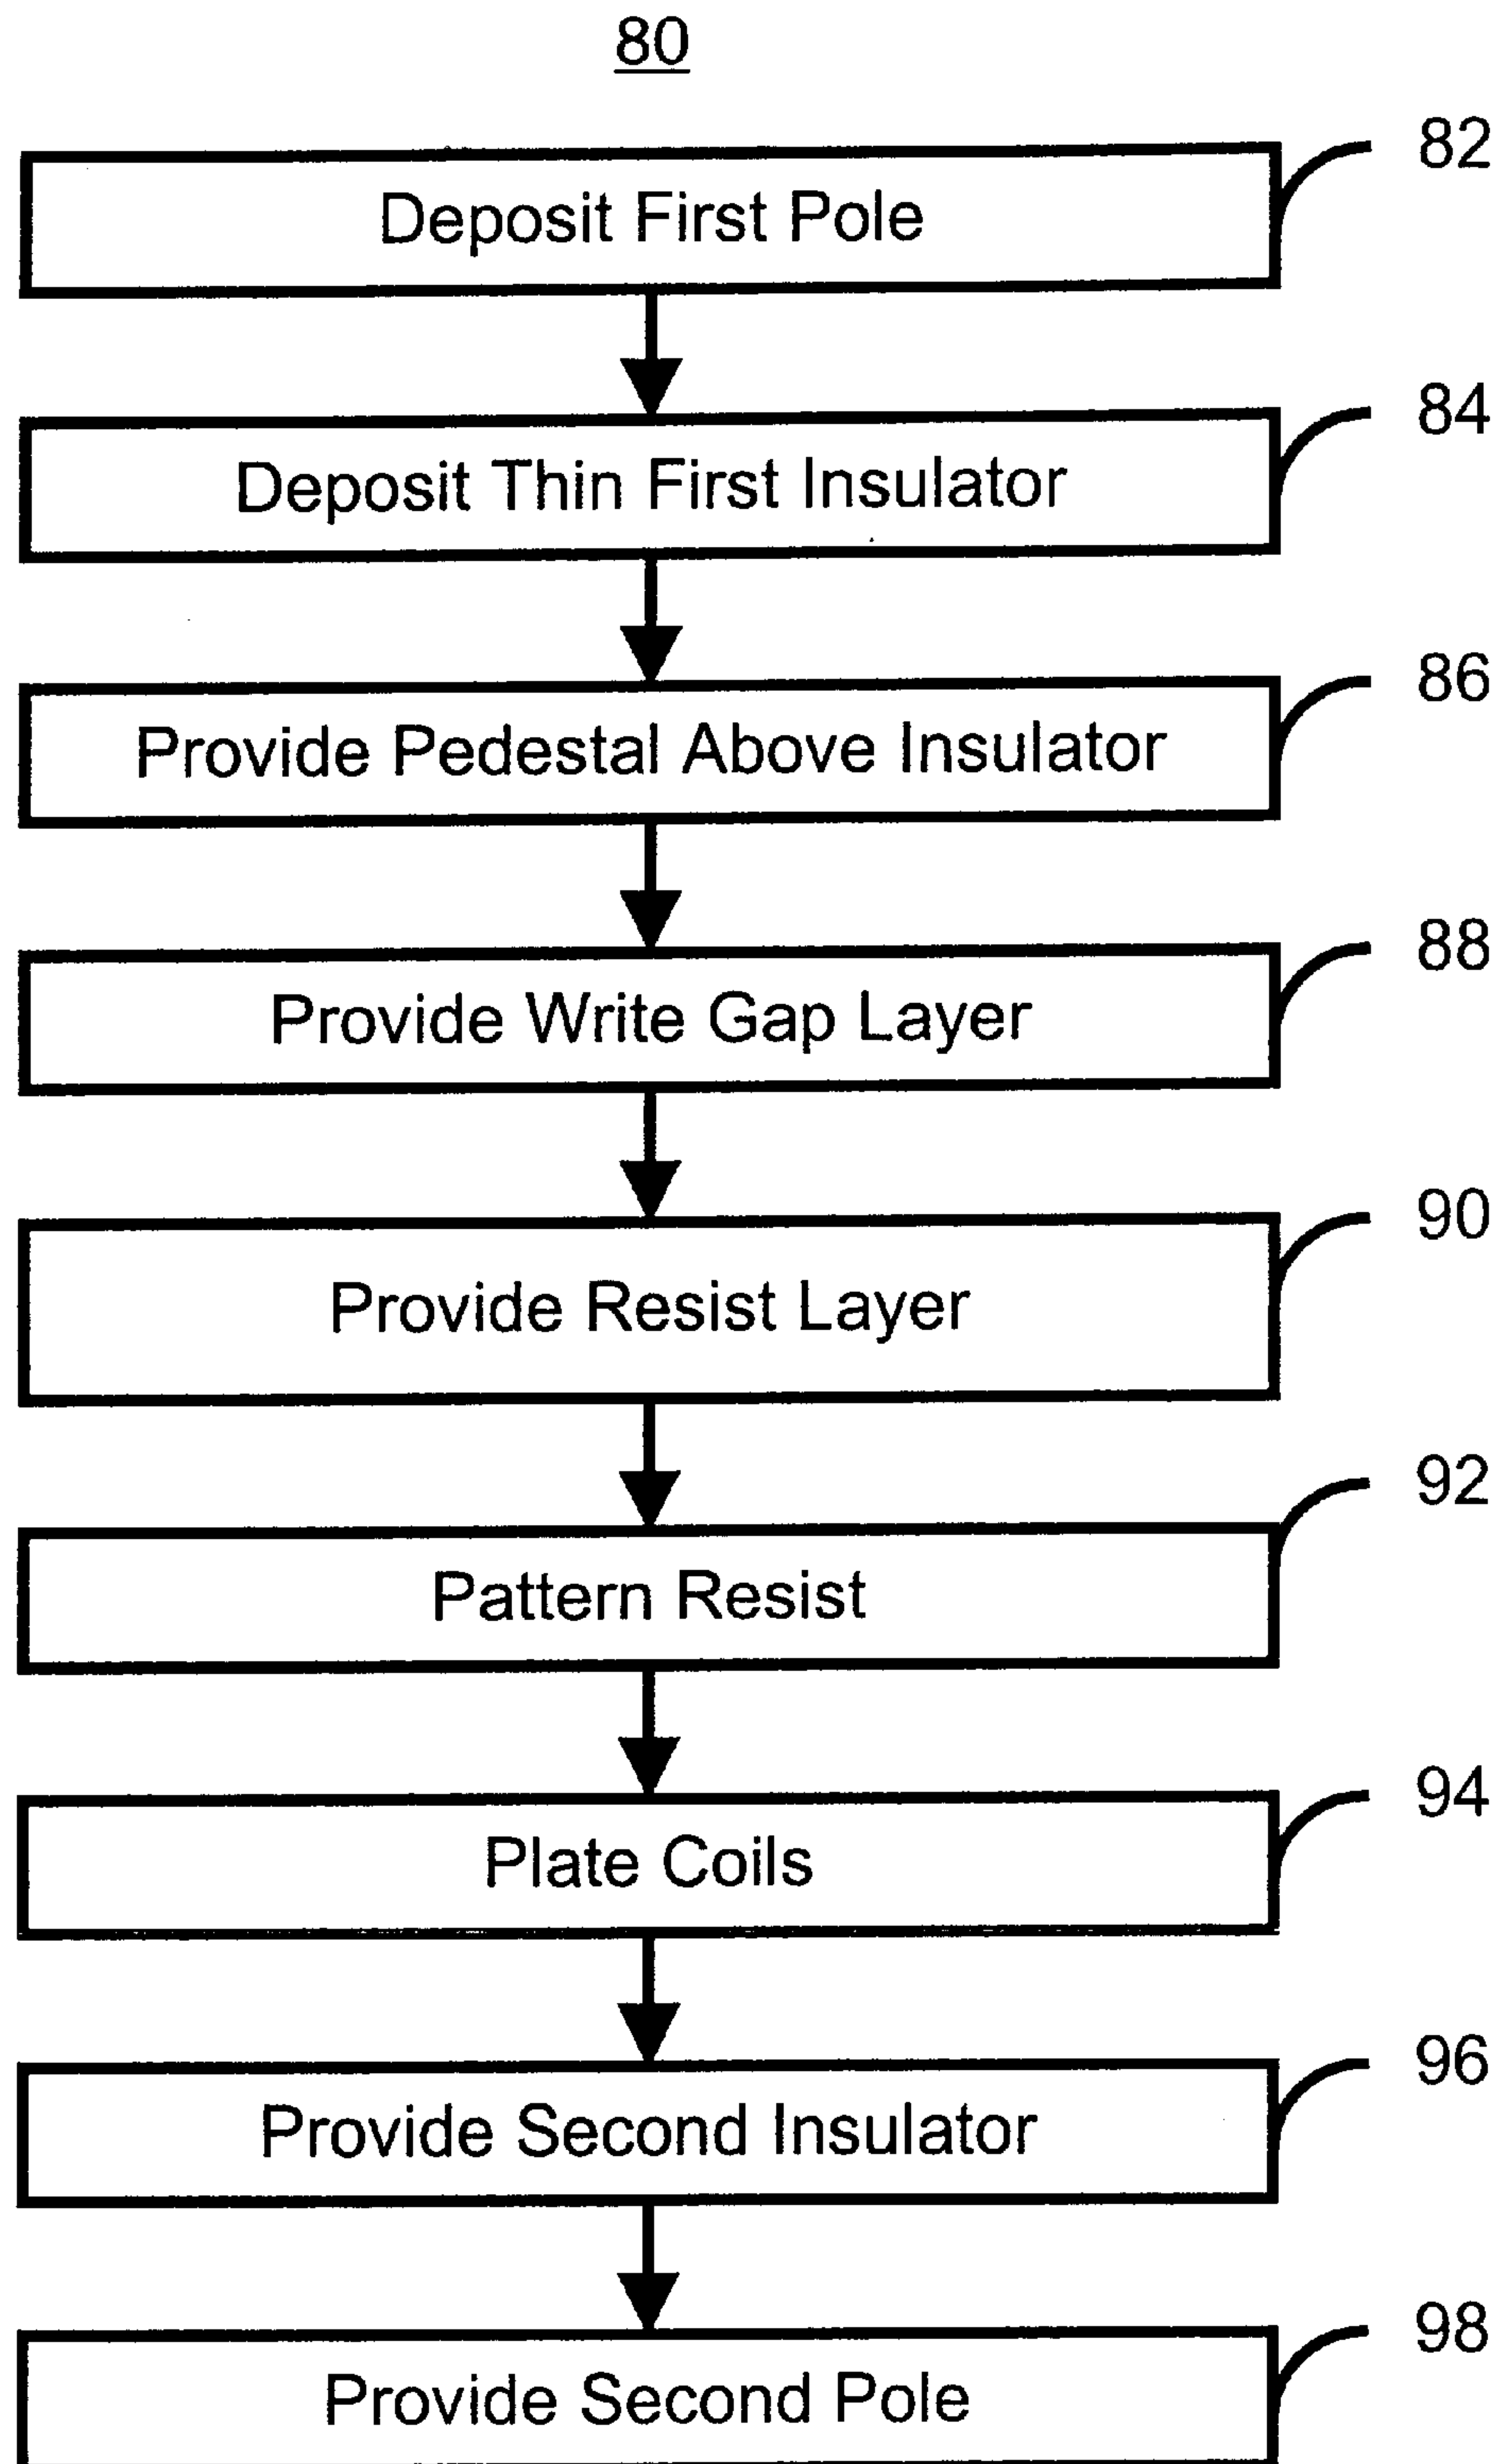 80
82
Deposit First Pole
84
Deposit Thin First Insulator
86
Provide Pedestal Above Insulator
88
Provide Write Gap Layer
90
Provide Resist Layer
92
Pattern Resist
94
Plate Coils
96
Provide Second Insulator
98
Provide Second Pole